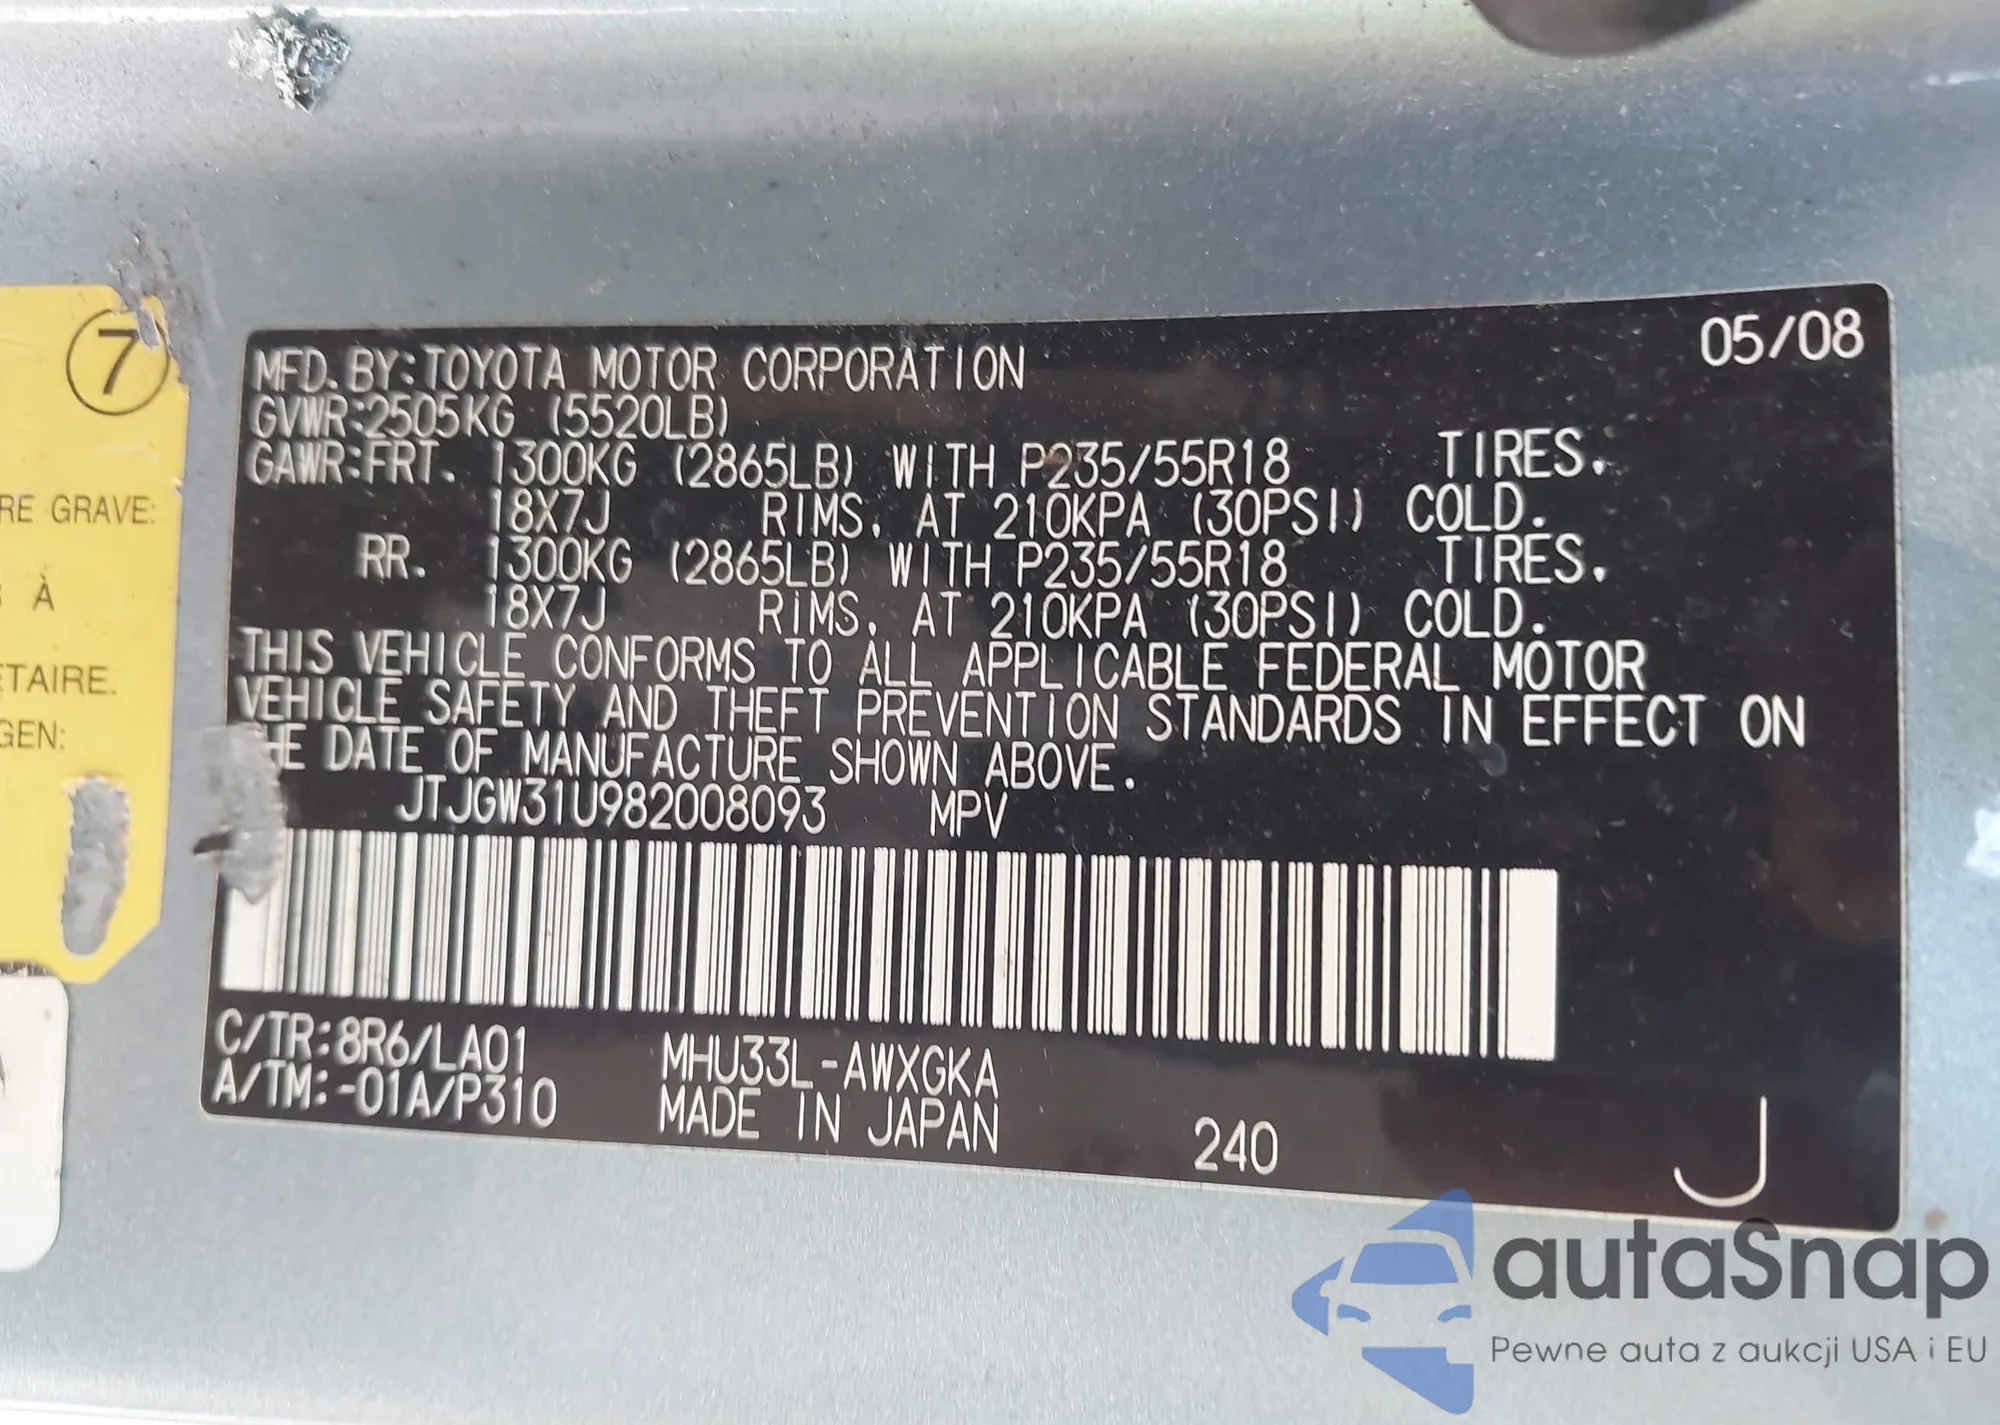 7
RE GRAVE:
À
ETAIRE.
GEN:
05/08
MFD. BY: TOYOTA MOTOR CORPORATION
GVWR: 2505KG (5520LB)
GAWR: FRT. 1300KG (2865LB) WITH P235/55R18 TIRES.
18X7J RIMS, AT 210KPA (30PSI) COLD.
RR. 1300KG (2865LB) WITH P235/55R18 TIRES.
18X7J RIMS, AT 210KPA (30PSI) COLD.
THIS VEHICLE CONFORMS TO ALL APPLICABLE FEDERAL MOTOR
VEHICLE SAFETY AND THEFT PREVENTION STANDARDS IN EFFECT ON
HE DATE OF MANUFACTURE SHOWN ABOVE.
JTJGW31U982008093 MPV
C/TR: 8R6/LA01 MHU33L-AWXGKA
A/TM: -01A/P310 MADE IN JAPAN 240 J
autaSnap
Pewne auta z aukcji USA i EU